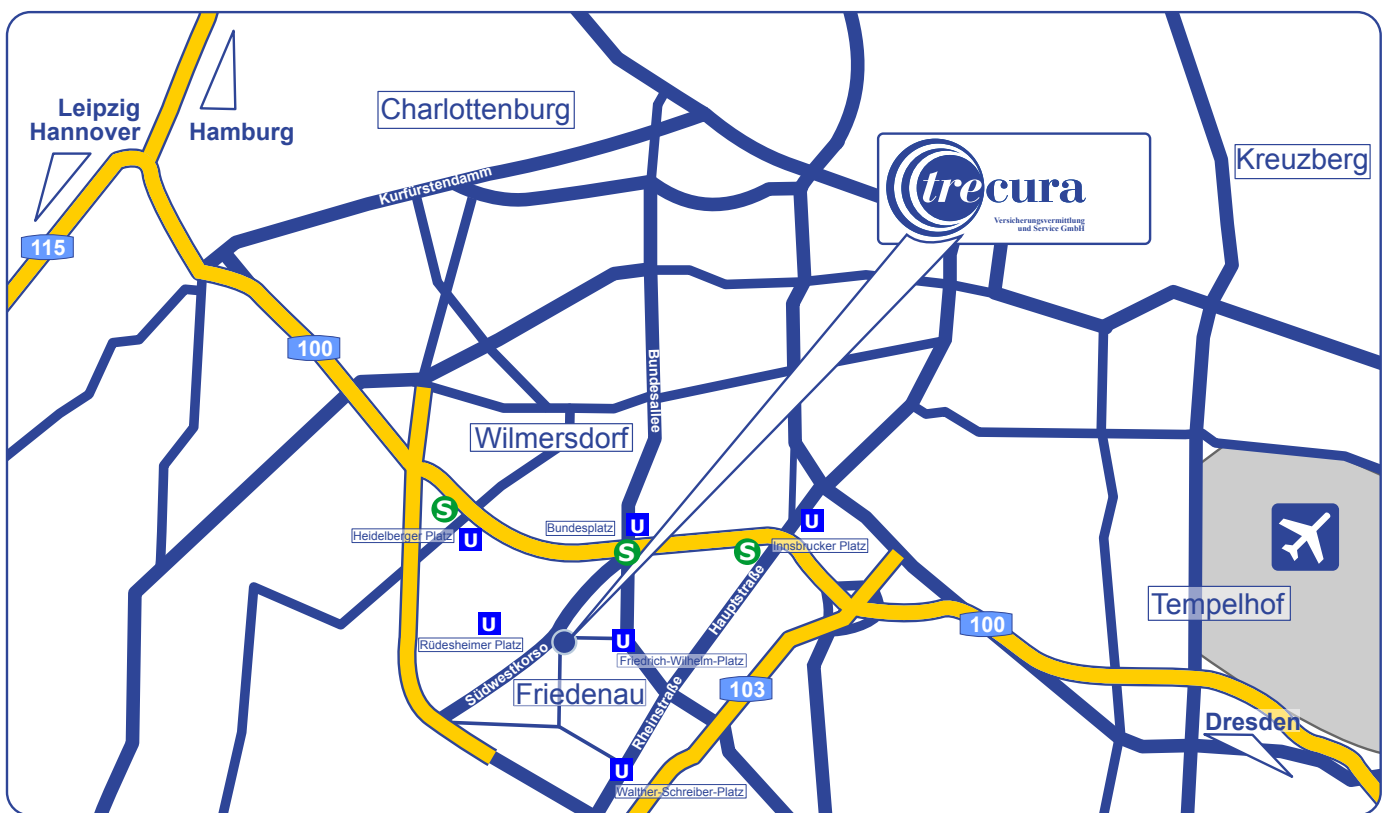 Leipzig
Hannover
Hamburg
Charlottenburg
Kurfürstendamm
trecura
Versicherungsvermittlung
und Service GmbH
Kreuzberg
115
100
Bundesallee
Wilmersdorf
S
Heidelberger Platz
U
Bundesplatz
U
S
S
U
Innsbrucker Platz
Hauptstraße
U
Rüdesheimer Platz
Südwestkorso
U
Friedrich-Wilhelm-Platz
Friedenau
Rheinstraße
103
100
Tempelhof
Dresden
U
Walther-Schreiber-Platz